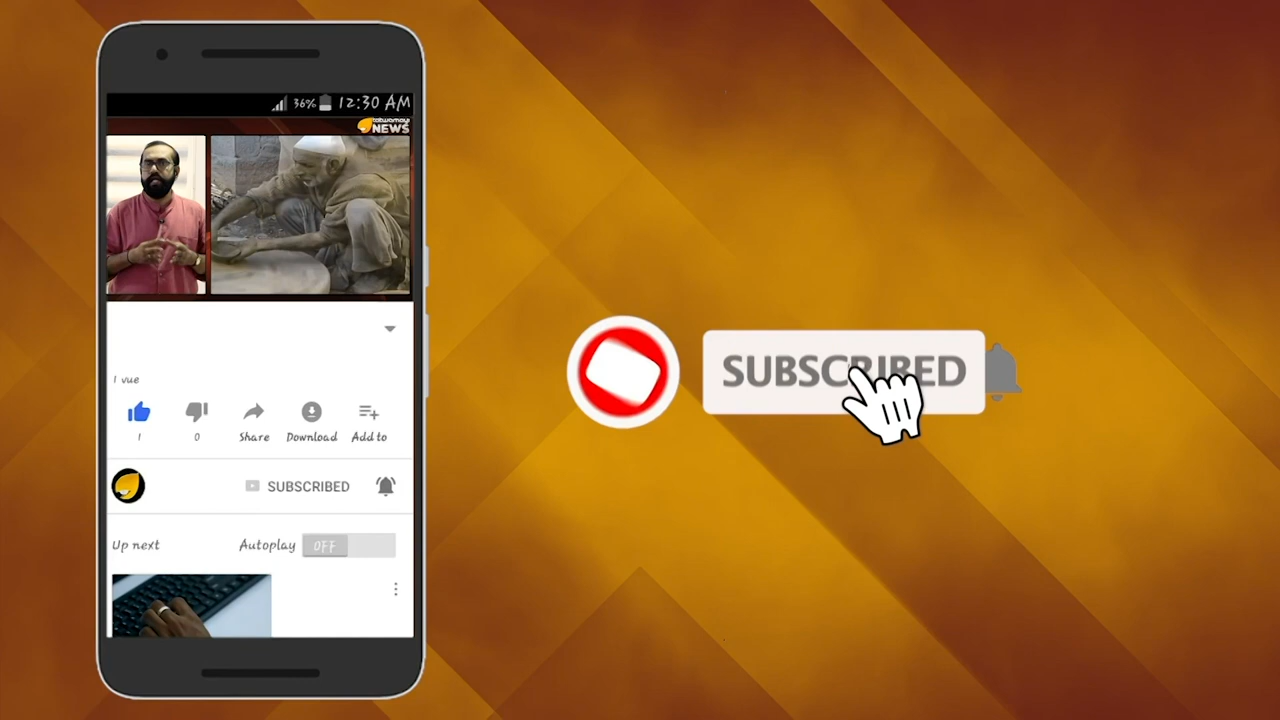 36% 12:30 AM
tatwamayi
NEWS
1 vue
1 0 Share Download Add to
SUBSCRIBED
Up next Autoplay OFF
SUBSCRIBED